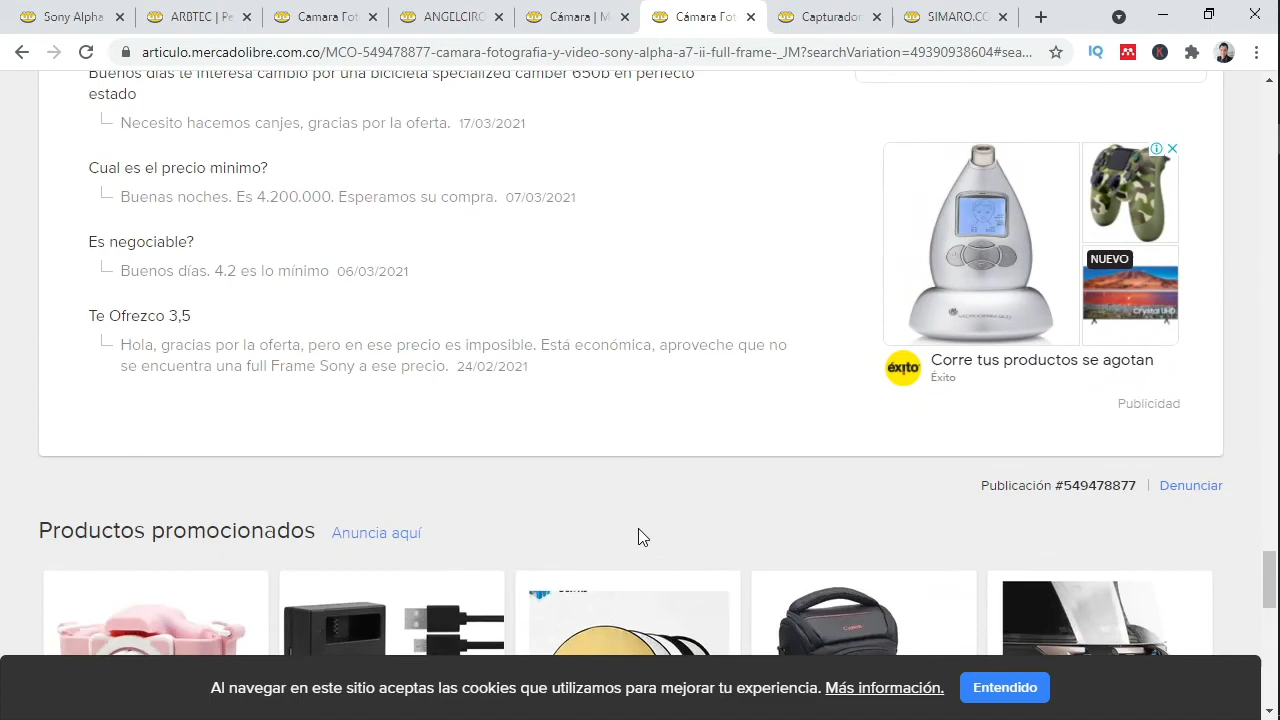 Sony Alpha
ARBTEC | Pe
Camara Fot
ANGELCIRC
Cámara | M
Cámara Fot
Capturador
SIMARO.CO
articulo.mercadolibre.com.co/MCO-549478877-camara-fotografia-y-video-sony-alpha-a7-ii-full-frame-_JM?searchVariation=49390938604#sea...
IQ
K
Buenos días te interesa cambio por una bicicleta specialized camber 650b en perfecto
estado
Necesito hacemos canjes, gracias por la oferta. 17/03/2021
Cual es el precio minimo?
Buenas noches. Es 4.200.000. Esperamos su compra. 07/03/2021
Es negociable?
Buenos días. 4.2 es lo mínimo 06/03/2021
Te Ofrezco 3,5
Hola, gracias por la oferta, pero en ese precio es imposible. Está económica, aproveche que no
se encuentra una full Frame Sony a ese precio. 24/02/2021
NUEVO
Crystal UHD
éxito
Corre tus productos se agotan
Éxito
Publicidad
Publicación #549478877 | Denunciar
Productos promocionados Anuncia aquí
Canon
Al navegar en este sitio aceptas las cookies que utilizamos para mejorar tu experiencia. Más información.
Entendido